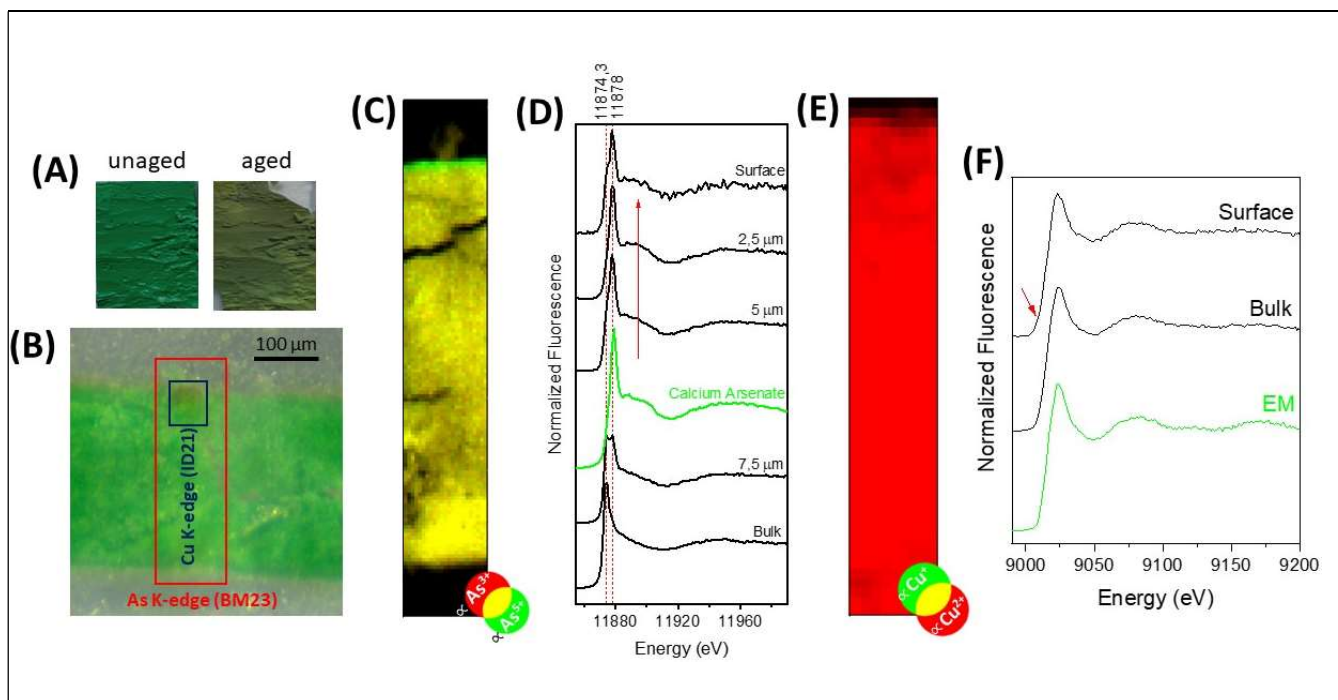 (A)
unaged
aged
(B)
100 μm
Cu K-edge (ID21)
As K-edge (BM23)
(C)
∝ As3+
∝ As5+
(D)
11874,3
11878
Surface
2,5 μm
5 μm
Calcium Arsenate
7,5 μm
Bulk
Normalized Fluorescence
11880 11920 11960
Energy (eV)
(E)
∝ Cu+
∝ Cu2+
(F)
Surface
Bulk
EM
Normalized Fluorescence
9000 9050 9100 9150 9200
Energy (eV)